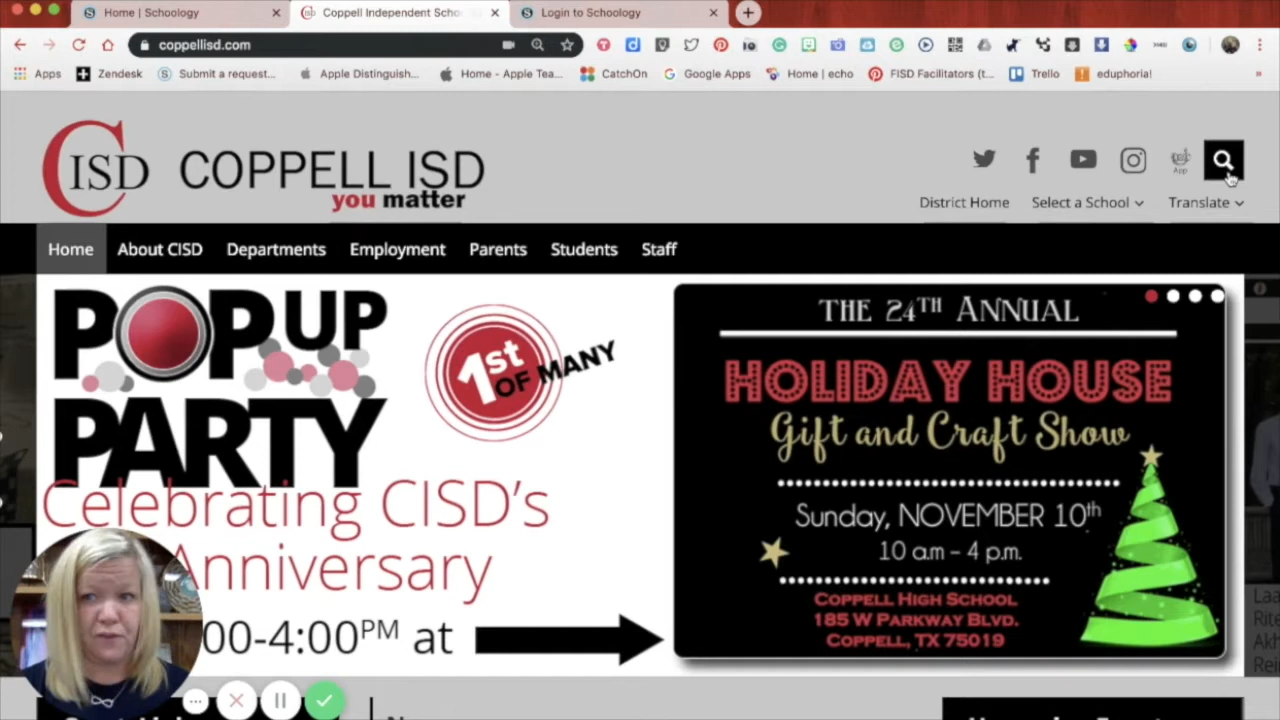 Home | Schoology
Coppell Independent Schoo
Login to Schoology
coppellisd.com
Apps
Zendesk
Submit a request...
Apple Distinguish...
Home - Apple Tea...
CatchOn
Google Apps
Home | echo
FISD Facilitators (t...
Trello
eduphoria!
»
CISD
COPPELL ISD
you matter
App
District Home
Select a School
Translate
Home
About CISD
Departments
Employment
Parents
Students
Staff
POP UP
PARTY
1st
OF MANY
Celebrating CISD's
Anniversary
00-4:00PM at
THE 24TH ANNUAL
HOLIDAY HOUSE
Gift and Craft Show
Sunday, NOVEMBER 10th
10 a.m - 4 p.m.
COPPELL HIGH SCHOOL
185 W PARKWAY BLVD.
COPPELL, TX 75019